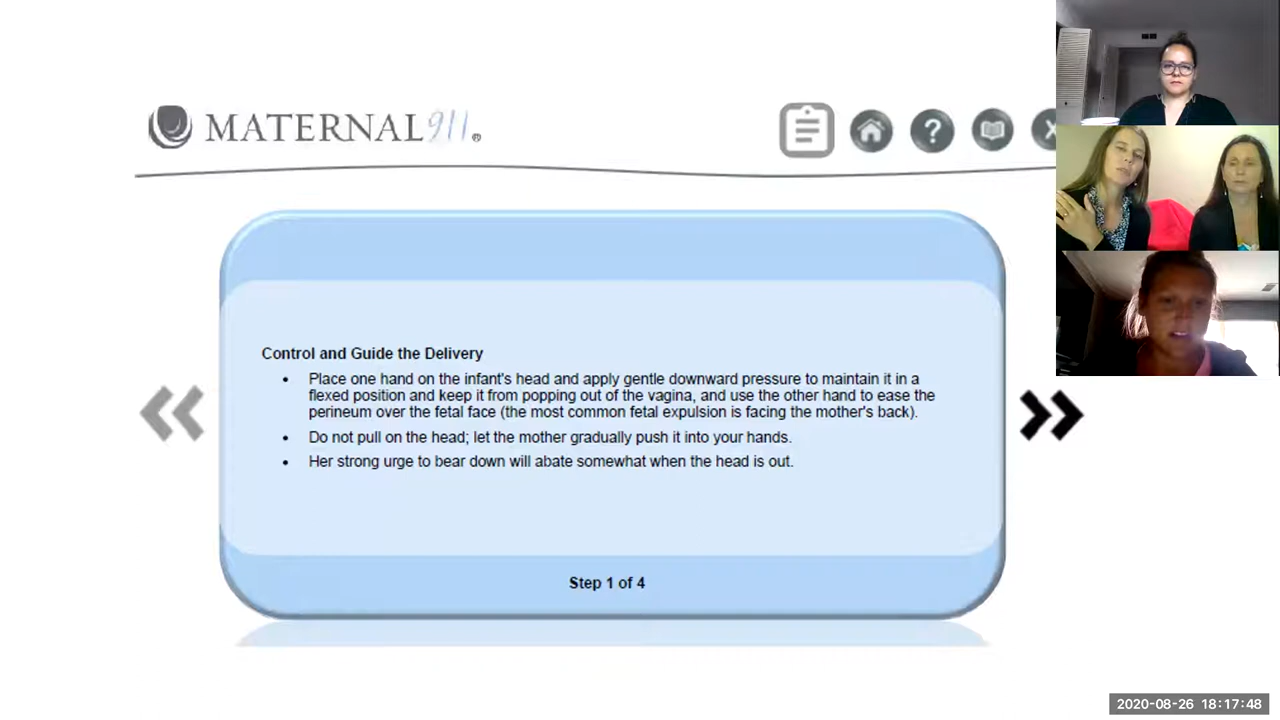 MATERNAL911®
?
Control and Guide the Delivery
• Place one hand on the infant's head and apply gentle downward pressure to maintain it in a
flexed position and keep it from popping out of the vagina, and use the other hand to ease the
perineum over the fetal face (the most common fetal expulsion is facing the mother's back).
• Do not pull on the head; let the mother gradually push it into your hands.
• Her strong urge to bear down will abate somewhat when the head is out.
Step 1 of 4
2020-08-26 18:17:48